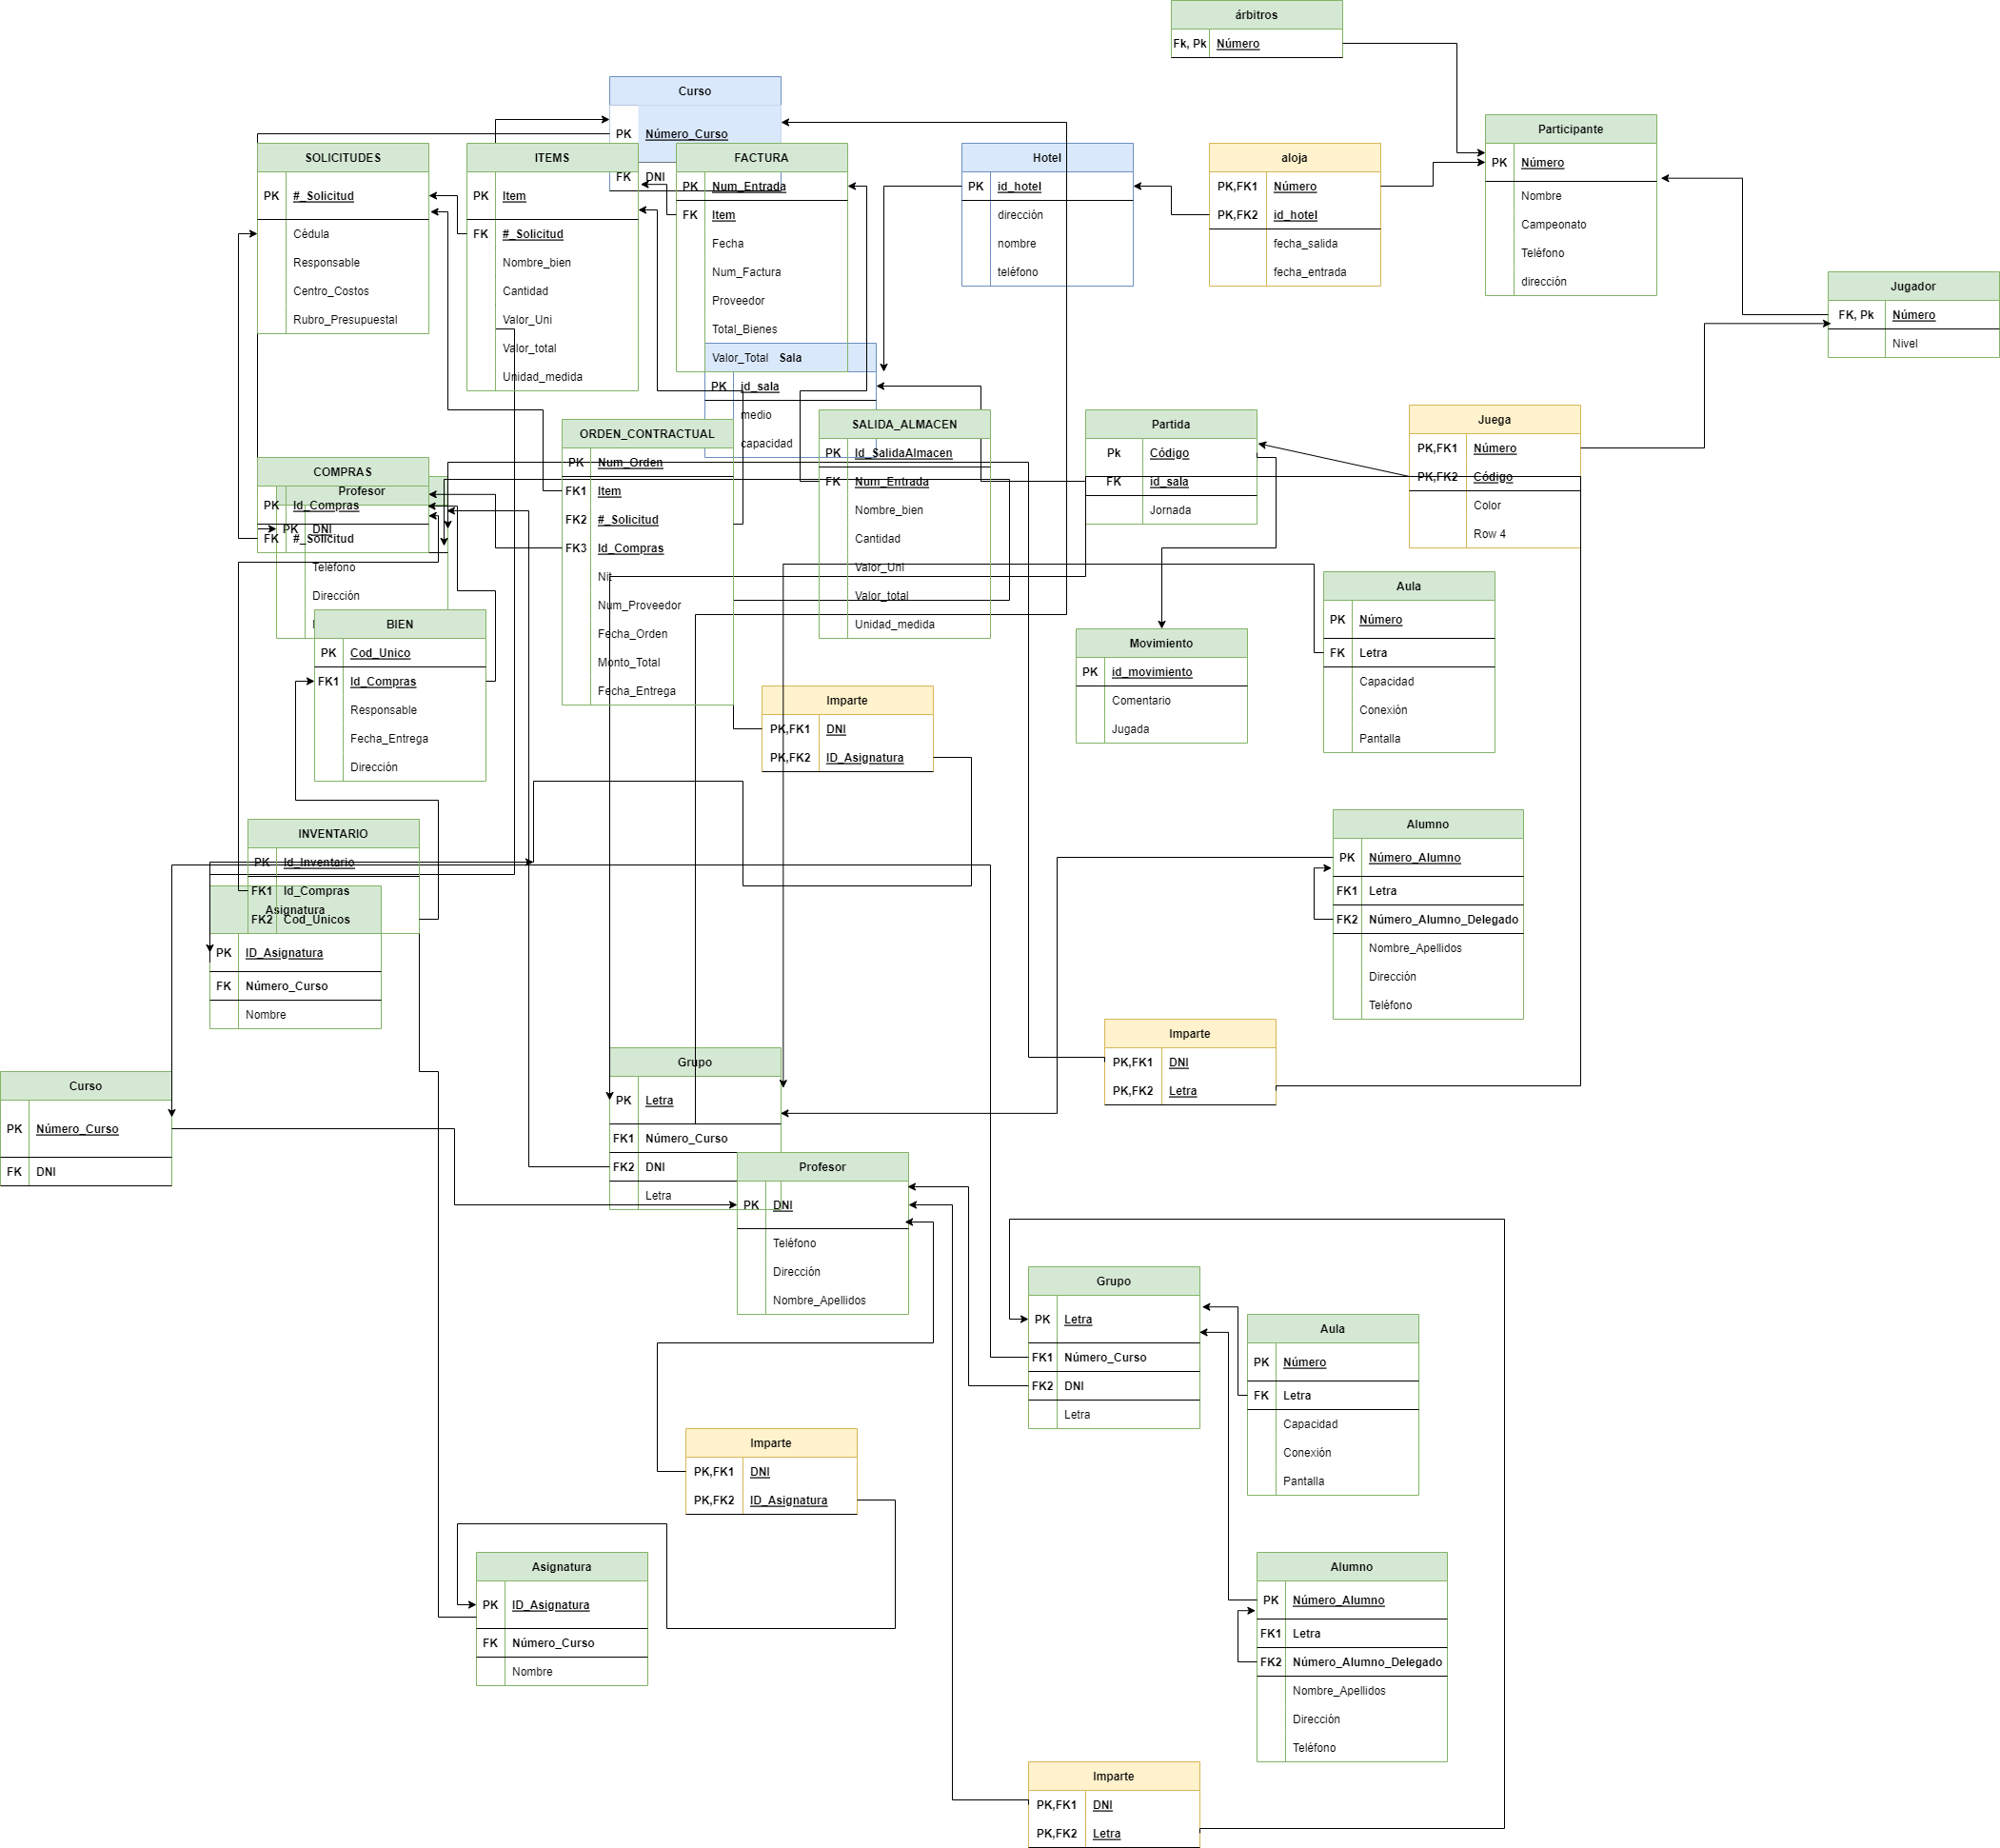 árbitros
Fk, Pk Número
Curso
PK Número_Curso
FK DNI
SOLICITUDES
PK #_Solicitud
Cédula
Responsable
Centro_Costos
Rubro_Presupuestal
ITEMS
PK Item
FK #_Solicitud
Nombre_bien
Cantidad
Valor_Uni
Valor_total
Unidad_medida
FACTURA
PK Num_Entrada
FK Item
Fecha
Num_Factura
Proveedor
Total_Bienes
Valor_Total
Sala
PK id_sala
medio
capacidad
Hotel
PK id_hotel
dirección
nombre
teléfono
aloja
PK,FK1 Número
PK,FK2 id_hotel
fecha_salida
fecha_entrada
Participante
PK Número
Nombre
Campeonato
Teléfono
dirección
Jugador
FK, Pk Número
Nivel
COMPRAS
PK Id_Compras
FK #_Solicitud
Profesor
PK DNI
Teléfono
Dirección
ORDEN_CONTRACTUAL
PK Num_Orden
FK1 Item
FK2 #_Solicitud
FK3 Id_Compras
Nit
Num_Proveedor
Fecha_Orden
Monto_Total
Fecha_Entrega
SALIDA_ALMACEN
PK Id_SalidaAlmacen
FK Num_Entrada
Nombre_bien
Cantidad
Valor_Uni
Valor_total
Unidad_medida
Partida
Pk Código
FK id_sala
Jornada
Juega
PK,FK1 Número
PK,FK2 Código
Color
Row 4
Aula
PK Número
FK Letra
Capacidad
Conexión
Pantalla
BIEN
PK Cod_Unico
FK1 Id_Compras
Responsable
Fecha_Entrega
Dirección
Movimiento
PK id_movimiento
Comentario
Jugada
Imparte
PK,FK1 DNI
PK,FK2 ID_Asignatura
INVENTARIO
PK Id_Inventario
FK1 Id_Compras
FK2 Cod_Unicos
Asignatura
PK ID_Asignatura
FK Número_Curso
Nombre
Alumno
PK Número_Alumno
FK1 Letra
FK2 Número_Alumno_Delegado
Nombre_Apellidos
Dirección
Teléfono
Imparte
PK,FK1 DNI
PK,FK2 Letra
Curso
PK Número_Curso
FK DNI
Grupo
PK Letra
FK1 Número_Curso
FK2 DNI
Letra
Profesor
PK DNI
Teléfono
Dirección
Nombre_Apellidos
Grupo
PK Letra
FK1 Número_Curso
FK2 DNI
Letra
Aula
PK Número
FK Letra
Capacidad
Conexión
Pantalla
Imparte
PK,FK1 DNI
PK,FK2 ID_Asignatura
Asignatura
PK ID_Asignatura
FK Número_Curso
Nombre
Alumno
PK Número_Alumno
FK1 Letra
FK2 Número_Alumno_Delegado
Nombre_Apellidos
Dirección
Teléfono
Imparte
PK,FK1 DNI
PK,FK2 Letra